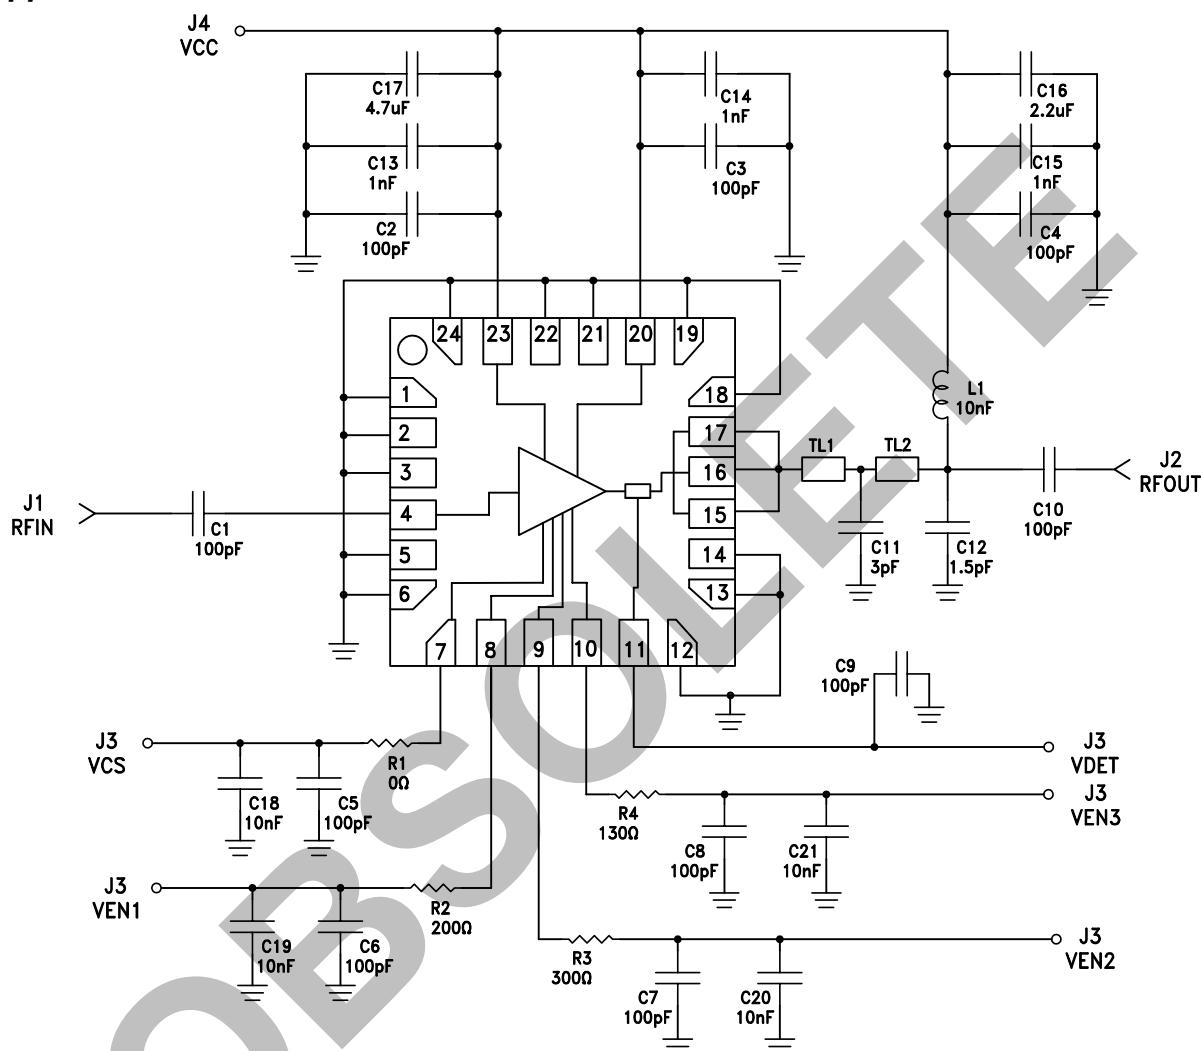 J4
VCC
C17
4.7uF
C13
1nF
C2
100pF
C14
1nF
C3
100pF
C16
2.2uF
C15
1nF
C4
100pF
24
23
22
21
20
19
1
2
3
4
5
6
18
17
16
15
14
13
7
8
9
10
11
12
L1
10nF
TL1
TL2
J2
RFOUT
C10
100pF
C11
3pF
C12
1.5pF
J1
RFIN
C1
100pF
C9
100pF
J3
VCS
R1
0Ω
C18
10nF
C5
100pF
J3
VDET
J3
VEN3
R4
130Ω
C8
100pF
C21
10nF
J3
VEN1
R2
200Ω
C19
10nF
C6
100pF
J3
VEN2
R3
300Ω
C7
100pF
C20
10nF
OBSOLETE